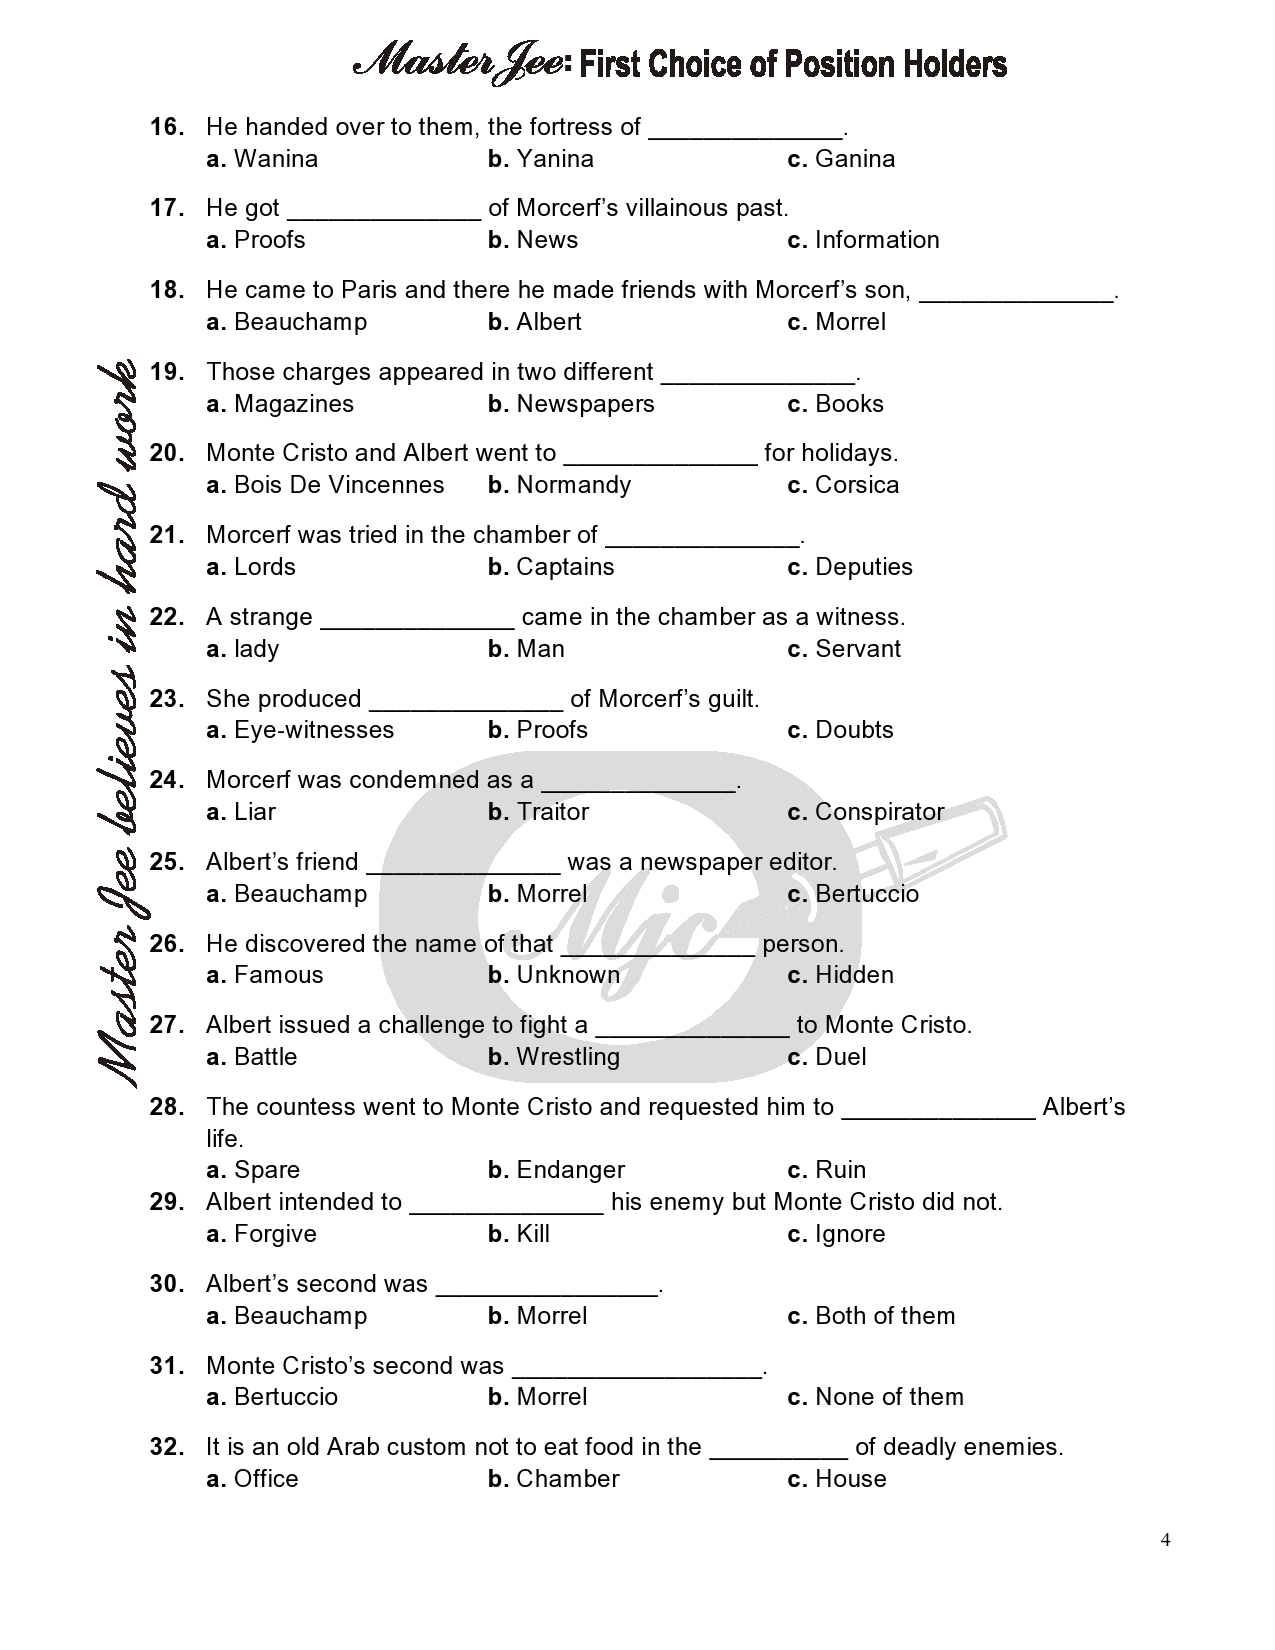 Master Jee: First Choice of Position Holders
16. He handed over to them, the fortress of ______________.
a. Wanina b. Yanina c. Ganina
17. He got ______________ of Morcerf’s villainous past.
a. Proofs b. News c. Information
18. He came to Paris and there he made friends with Morcerf’s son, ______________.
a. Beauchamp b. Albert c. Morrel
19. Those charges appeared in two different ______________.
a. Magazines b. Newspapers c. Books
20. Monte Cristo and Albert went to ______________ for holidays.
a. Bois De Vincennes b. Normandy c. Corsica
21. Morcerf was tried in the chamber of ______________.
a. Lords b. Captains c. Deputies
22. A strange ______________ came in the chamber as a witness.
a. lady b. Man c. Servant
23. She produced ______________ of Morcerf’s guilt.
a. Eye-witnesses b. Proofs c. Doubts
24. Morcerf was condemned as a ______________.
a. Liar b. Traitor c. Conspirator
25. Albert’s friend ______________ was a newspaper editor.
a. Beauchamp b. Morrel c. Bertuccio
26. He discovered the name of that ______________ person.
a. Famous b. Unknown c. Hidden
27. Albert issued a challenge to fight a ______________ to Monte Cristo.
a. Battle b. Wrestling c. Duel
28. The countess went to Monte Cristo and requested him to ______________ Albert’s
life.
a. Spare b. Endanger c. Ruin
29. Albert intended to ______________ his enemy but Monte Cristo did not.
a. Forgive b. Kill c. Ignore
30. Albert’s second was ________________.
a. Beauchamp b. Morrel c. Both of them
31. Monte Cristo’s second was __________________.
a. Bertuccio b. Morrel c. None of them
32. It is an old Arab custom not to eat food in the __________ of deadly enemies.
a. Office b. Chamber c. House
Master Jee believes in hard work
Mjc
4